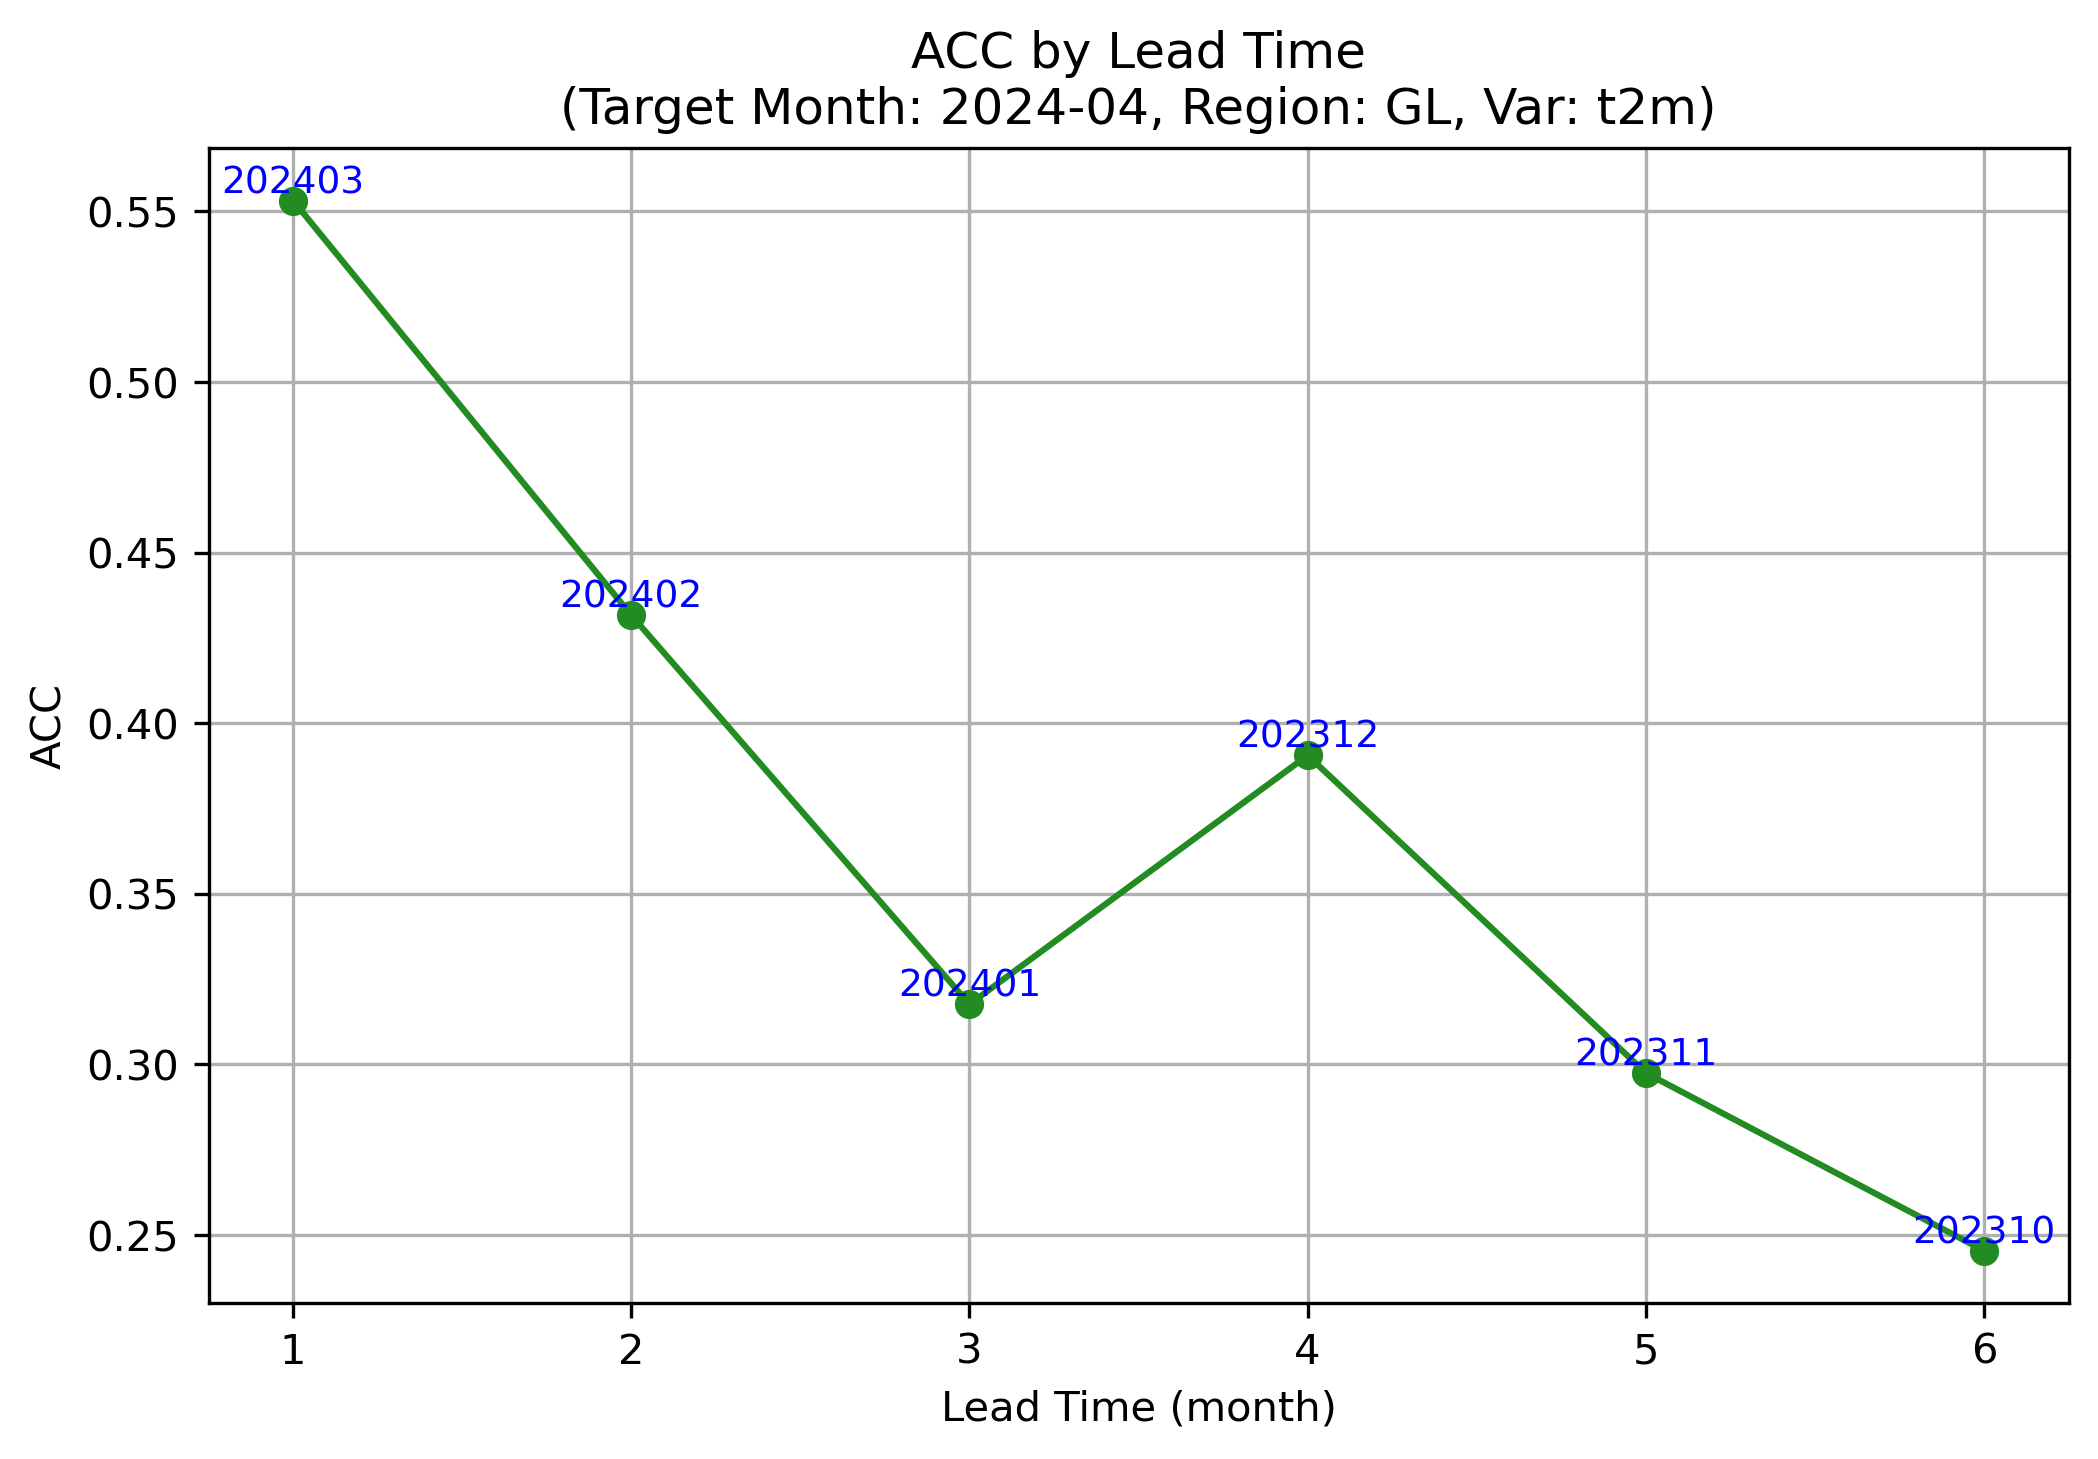 ACC by Lead Time
(Target Month: 2024-04, Region: GL, Var: t2m)
202403
0.55
0.50
0.45
202402
ACC
0.40
202312
0.35
202401
0.30
202311
0.25
202310
1 2 3 4 5 6
Lead Time (month)